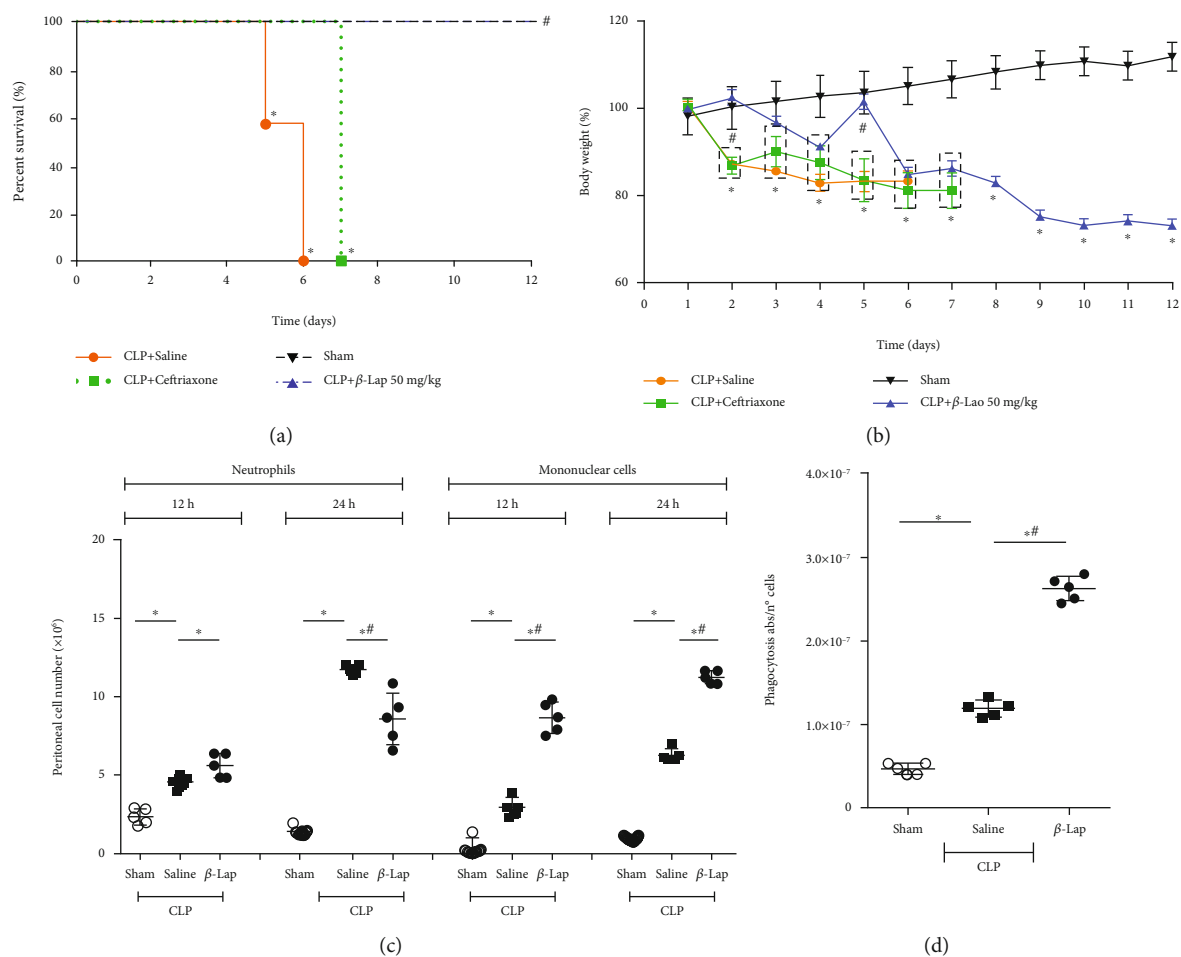 100
80
60
40
20
0
Percent survival (%)
#
*
*
*
0 2 4 6 8 10 12
Time (days)
CLP+Saline
Sham
CLP+Ceftriaxone
CLP+β-Lap 50 mg/kg
(a)
120
100
80
60
Body weight (%)
# #
* * * * * * * * * * *
0 1 2 3 4 5 6 7 8 9 10 11 12
Time (days)
CLP+Saline
Sham
CLP+Ceftriaxone
CLP+β-Lao 50 mg/kg
(b)
Neutrophils
Mononuclear cells
12 h
24 h
12 h
24 h
20
15
10
5
0
Peritoneal cell number (×10⁶)
* * * *
* *# *# *#
Sham Saline β-Lap Sham Saline β-Lap Sham Saline β-Lap Sham Saline β-Lap
CLP CLP CLP CLP
(c)
4.0×10⁻⁷
3.0×10⁻⁷
2.0×10⁻⁷
1.0×10⁻⁷
0
Phagocytosis abs/n° cells
*
*#
Sham Saline β-Lap
CLP
(d)